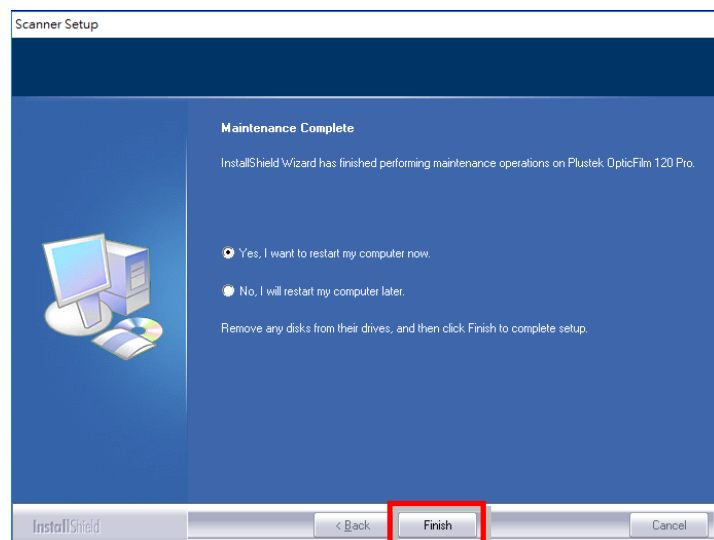 Scanner Setup
Maintenance Complete
InstallShield Wizard has finished performing maintenance operations on Plustek OpticFilm 120 Pro.
Yes, I want to restart my computer now.
No, I will restart my computer later.
Remove any disks from their drives, and then click Finish to complete setup.
InstallShield
< Back Finish Cancel